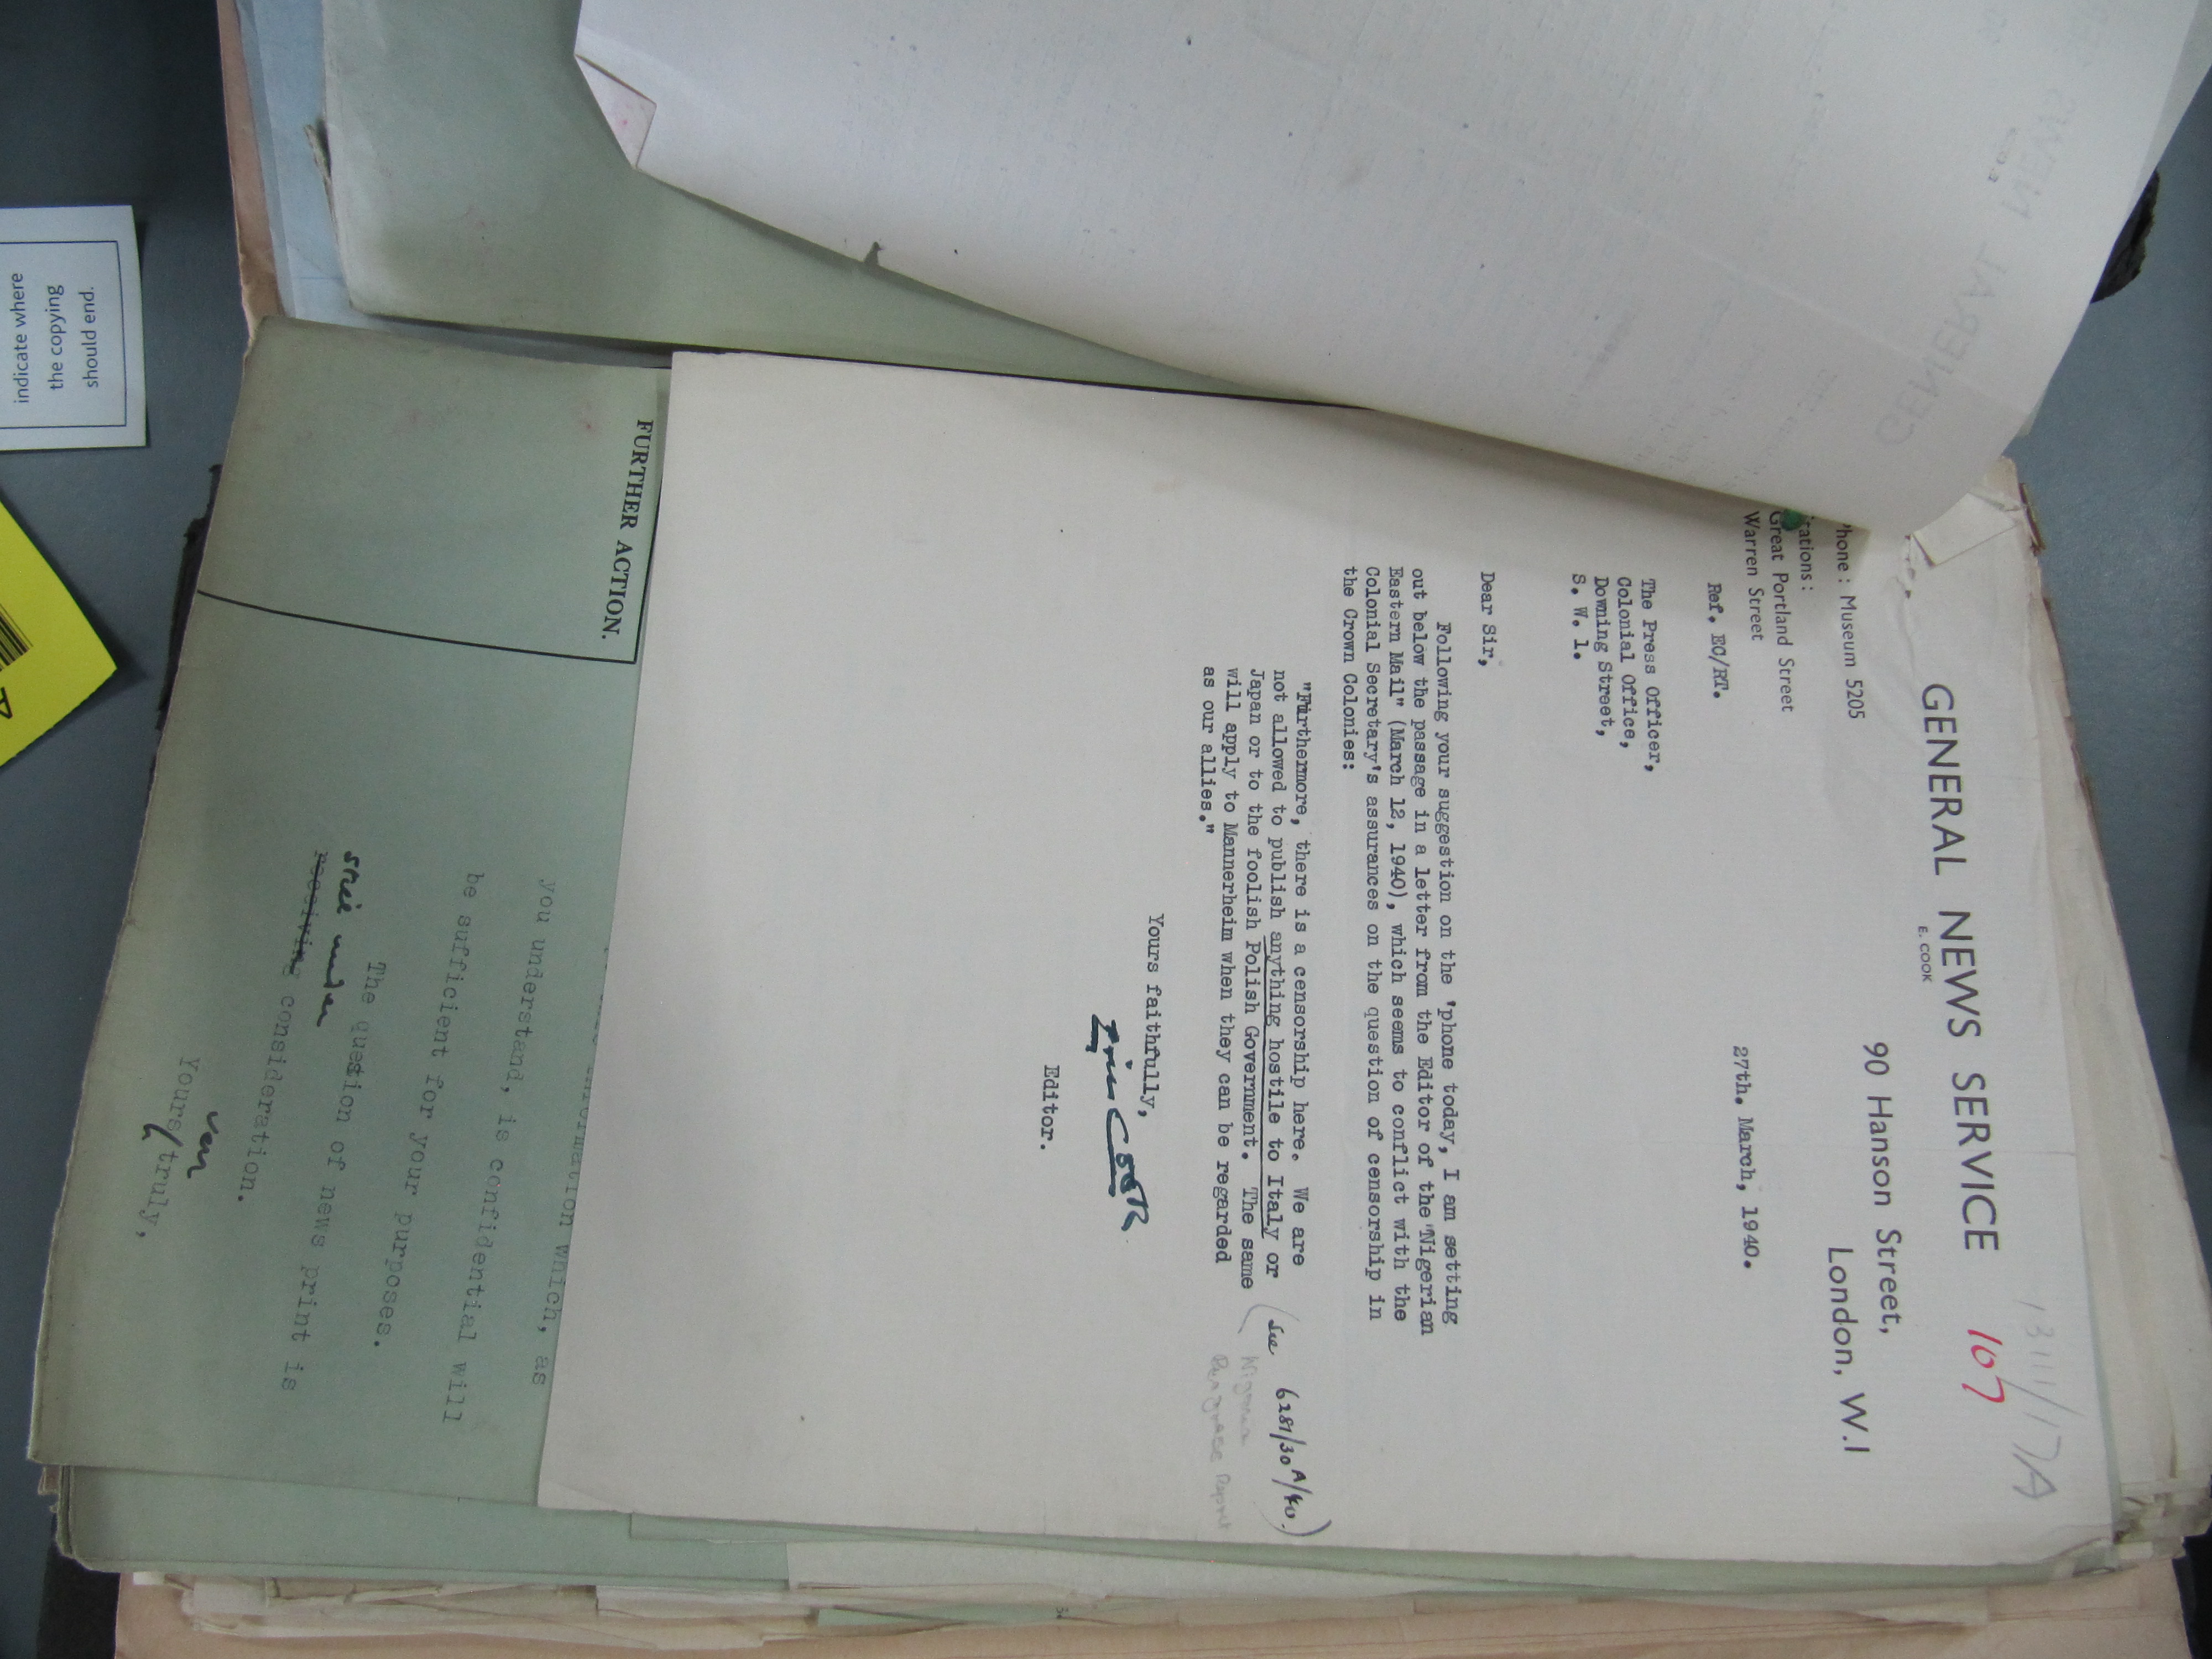 13111/17A
107
GENERAL NEWS SERVICE
E. COOK
90 Hanson Street,
London, W.1
Phone : Museum 5205
Stations :
Great Portland Street
Warren Street
27th. March, 1940.
Ref. EC/RT.
The Press Officer,
Colonial Office,
Downing Street,
S. W. 1.
Dear Sir,
Following your suggestion on the 'phone today, I am setting
out below the passage in a letter from the Editor of the "Nigerian
Eastern Mail" (March 12, 1940), which seems to conflict with the
Colonial Secretary's assurances on the question of censorship in
the Crown Colonies:
"Furthermore, there is a censorship here. We are
not allowed to publish anything hostile to Italy or
Japan or to the foolish Polish Government. The same
will apply to Mannerheim when they can be regarded
as our allies."
(See 6281/30A/40.)
Nigeria
Progress Report
Yours faithfully,
Eric Cook
Editor.
FURTHER ACTION.
information which, as
you understand, is confidential will
be sufficient for your purposes.
The question of news print is
still under
receiving consideration.
very
Yours truly,
indicate where
the copying
should end.
GENERAL NEWS SER